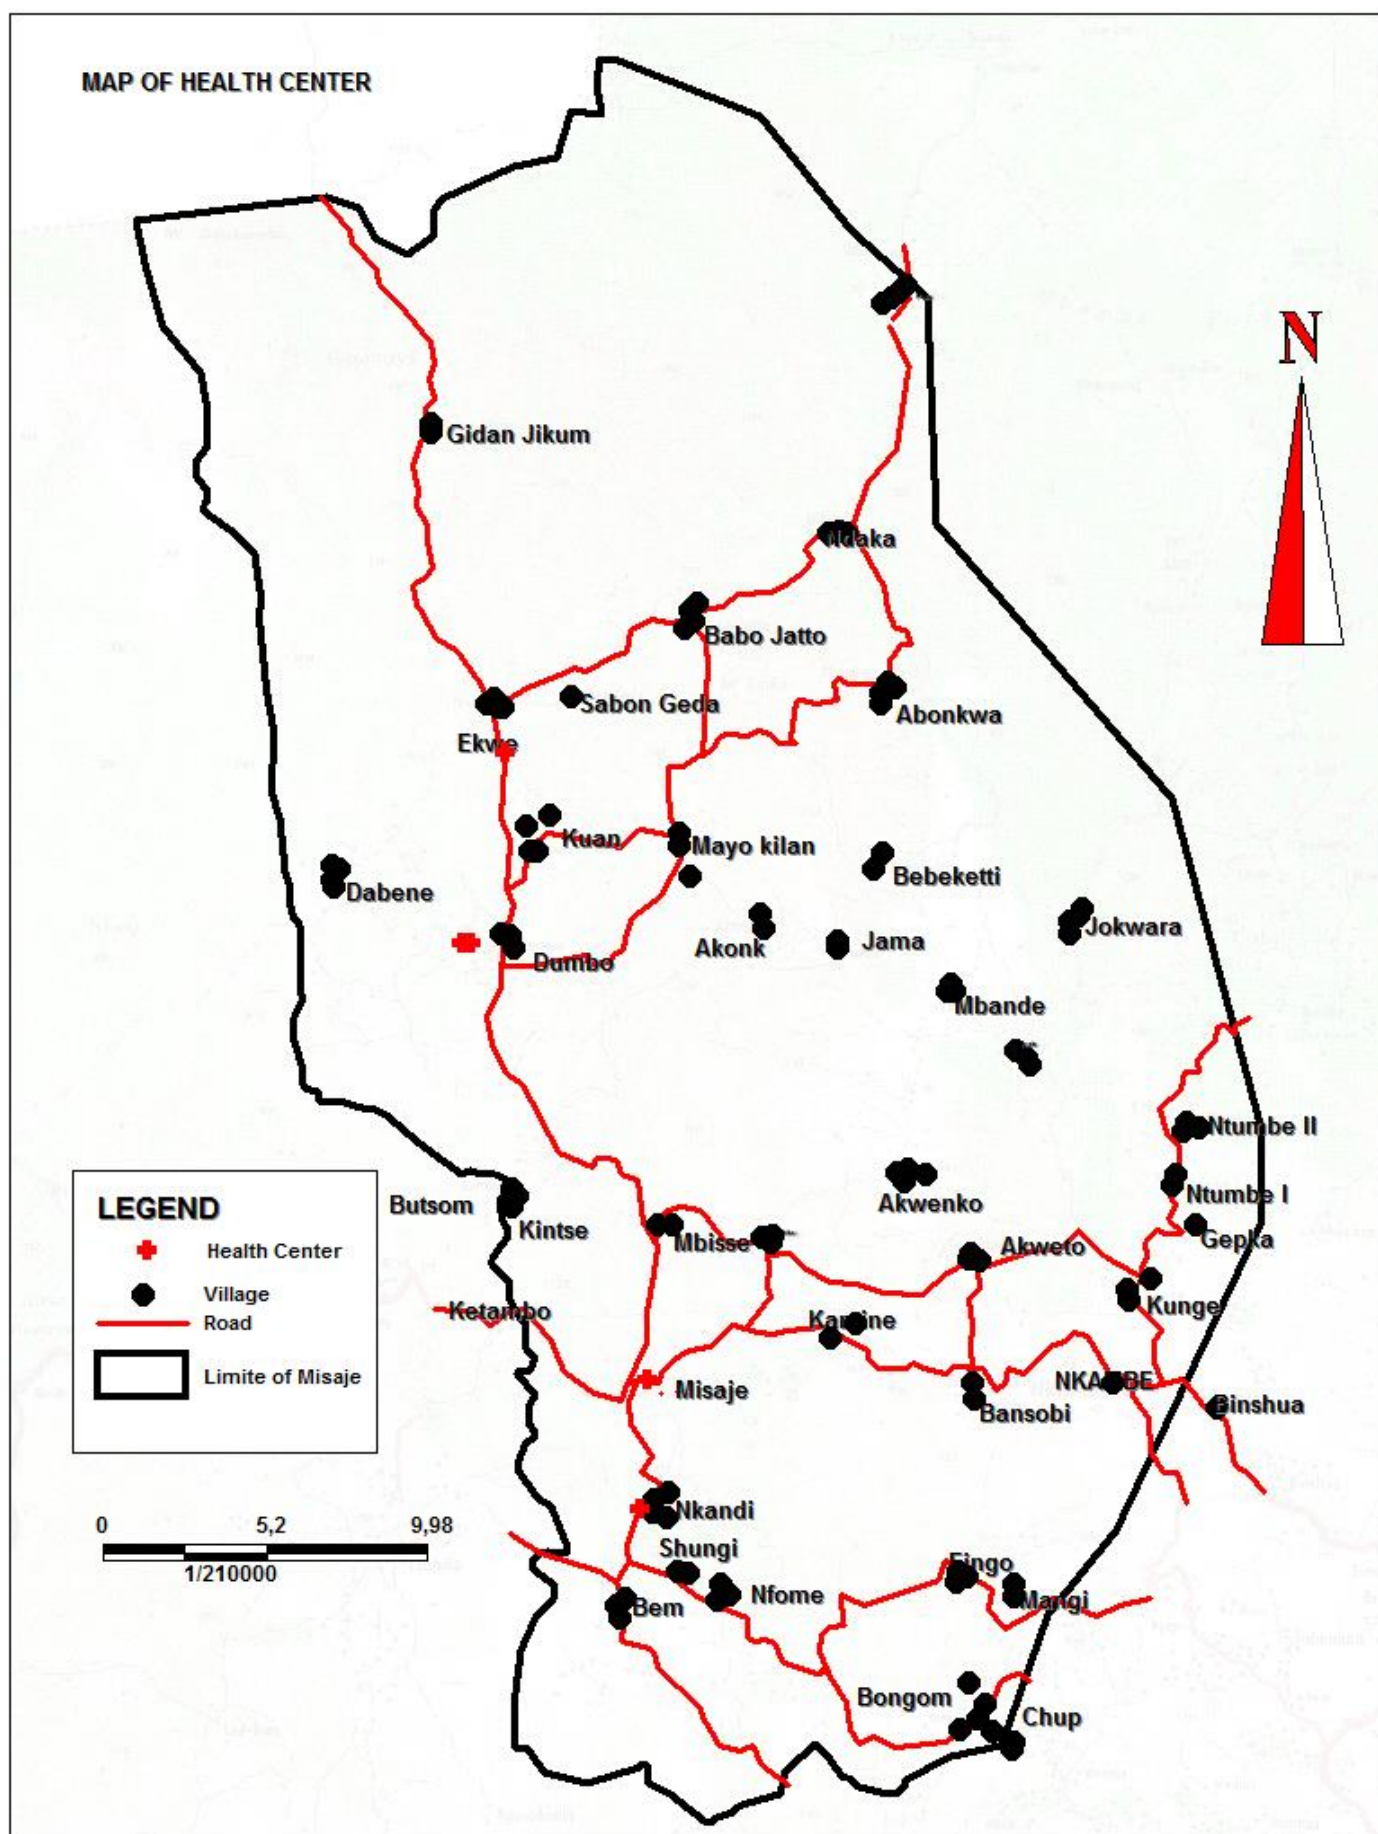 MAP OF HEALTH CENTER
N
Gidan Jikum
Ndaka
Babo Jatto
Sabon Geda
Abonkwa
Ekwe
Kuan
Mayo kilan
Bebeketti
Dabene
Akonk
Jama
Jokwara
Dumbo
Mbande
Ntumbe II
Akwenko
Ntumbe I
Butsom
Kintse
Mbisse
Akweto
Gepka
Ketambo
Kamine
Kunge
Misaje
Bansobi
NKAMBE
Binshua
LEGEND
Health Center
Village
Road
Limite of Misaje
0 5,2 9,98
1/210000
Nkandi
Shungi
Nfome
Bem
Fingo
Mangi
Bongom
Chup